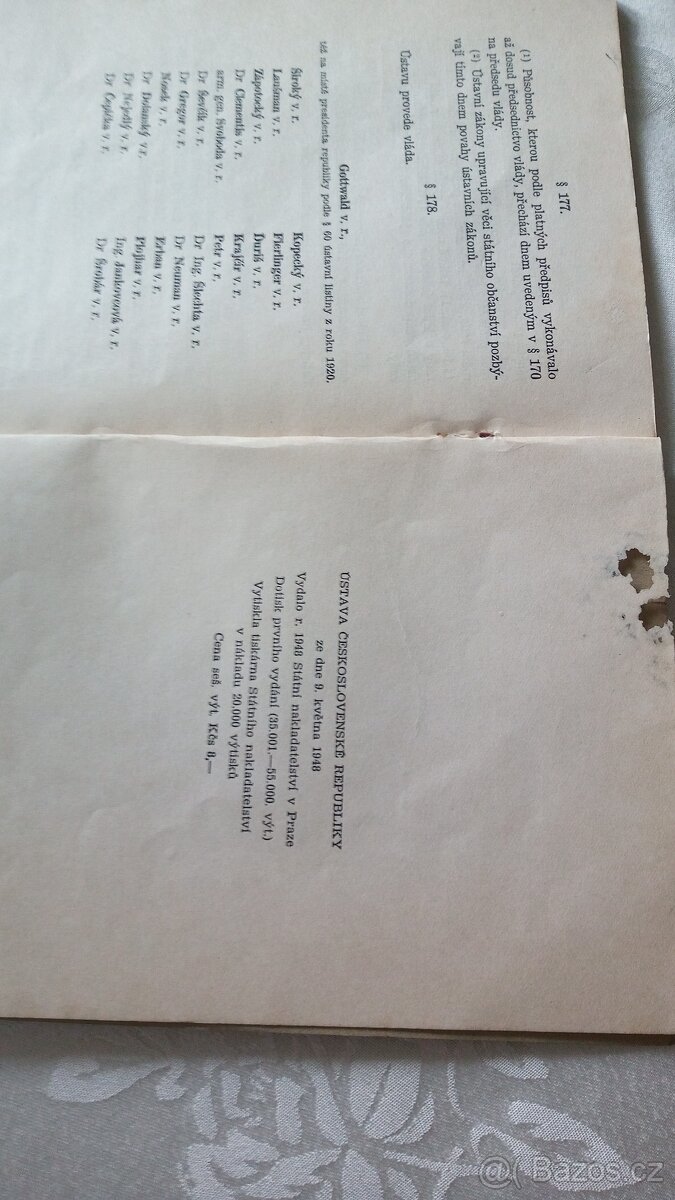 § 177.
(1) Působnost, kterou podle platných předpisů vykonávalo
až dosud předsednictvo vlády, přechází dnem uvedeným v § 170
na předsedu vlády.
(2) Ústavní zákony upravující věci státního občanství pozbý-
vají tímto dnem povahy ústavních zákonů.
§ 178.
Ústavu provede vláda.
Gottwald v. r.,
též na místě presidenta republiky podle § 60 ústavní listiny z roku 1920.
Široký v. r.
Laušman v. r.
Zápotocký v. r.
Dr Clementis v. r.
arm. gen. Svoboda v. r.
Dr Ševčík v. r.
Dr Gregor v. r.
Nosek v. r.
Dr Dolanský v. r.
Dr Nejedlý v. r.
Dr Čepička v. r.
Kopecký v. r.
Fierlinger v. r.
Ďuriš v. r.
Krajčír v. r.
Petr v. r.
Dr Ing. Šlechta v. r.
Dr Neuman v. r.
Erban v. r.
Plojhar v. r.
Ing. Jankovcová v. r.
Dr Šrobár v. r.
ÚSTAVA ČESKOSLOVENSKÉ REPUBLIKY
ze dne 9. května 1948
Vydalo r. 1948 Státní nakladatelství v Praze
Dotisk prvního vydání (35.001.—55.000. výt.)
Vytiskla tiskárna Státního nakladatelství
v nákladu 20.000 výtisků
Cena seš. výt. Kčs 8,—
Bazos.cz